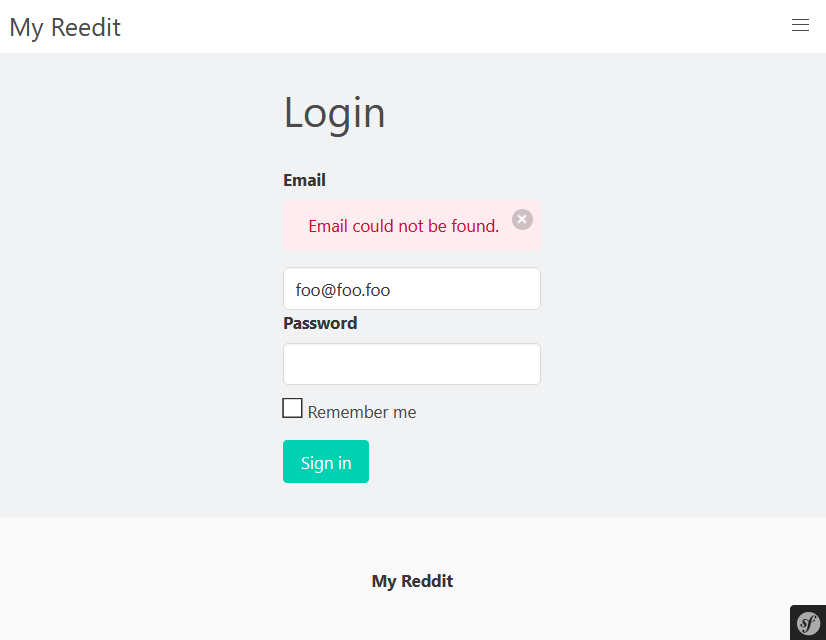 My Reedit
Login
Email
Email could not be found.
foo@foo.foo
Password
Remember me
Sign in
My Reddit
sf